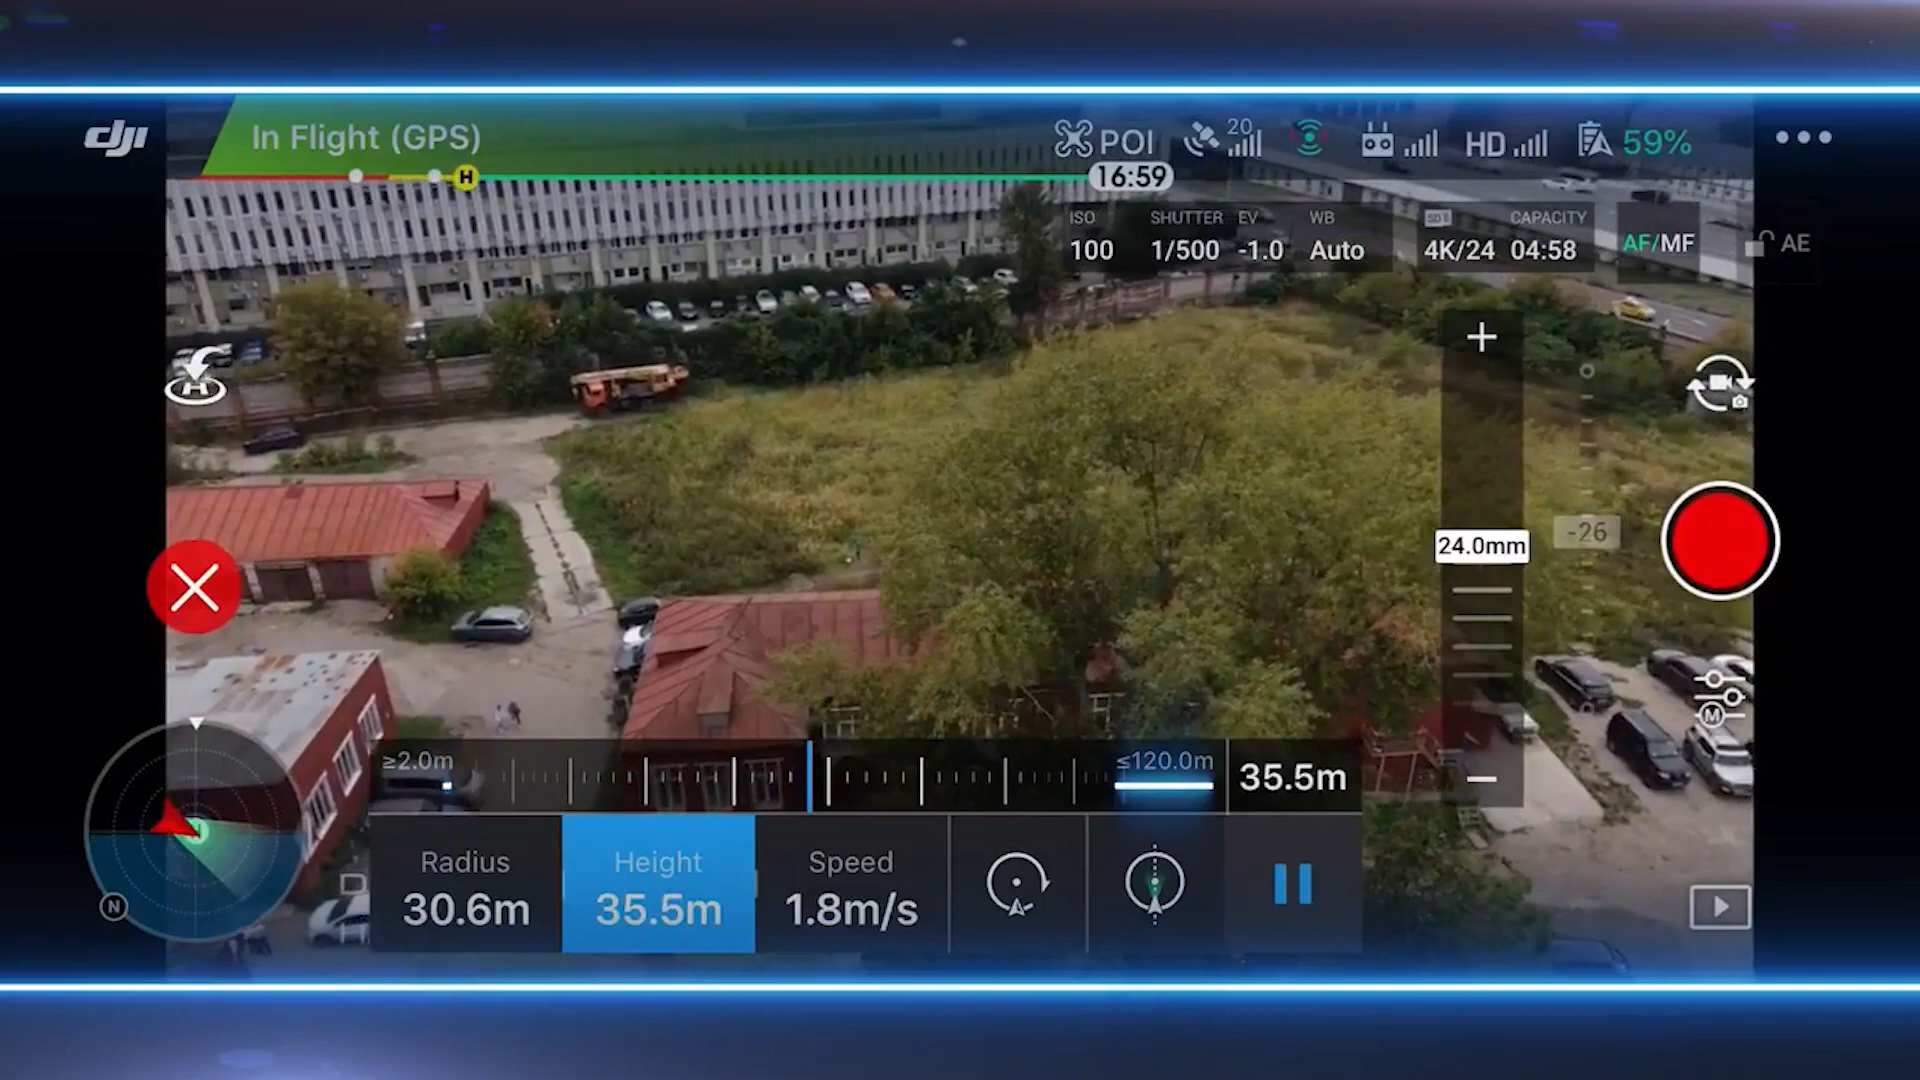 dji
In Flight (GPS)
POI
20
HD
59%
H
16:59
ISO
100
SHUTTER
1/500
EV
-1.0
WB
Auto
SD
4K/24
CAPACITY
04:58
AF/MF
AE
H
24.0mm
-26
M
≥2.0m
≤120.0m
35.5m
N
Radius
30.6m
Height
35.5m
Speed
1.8m/s